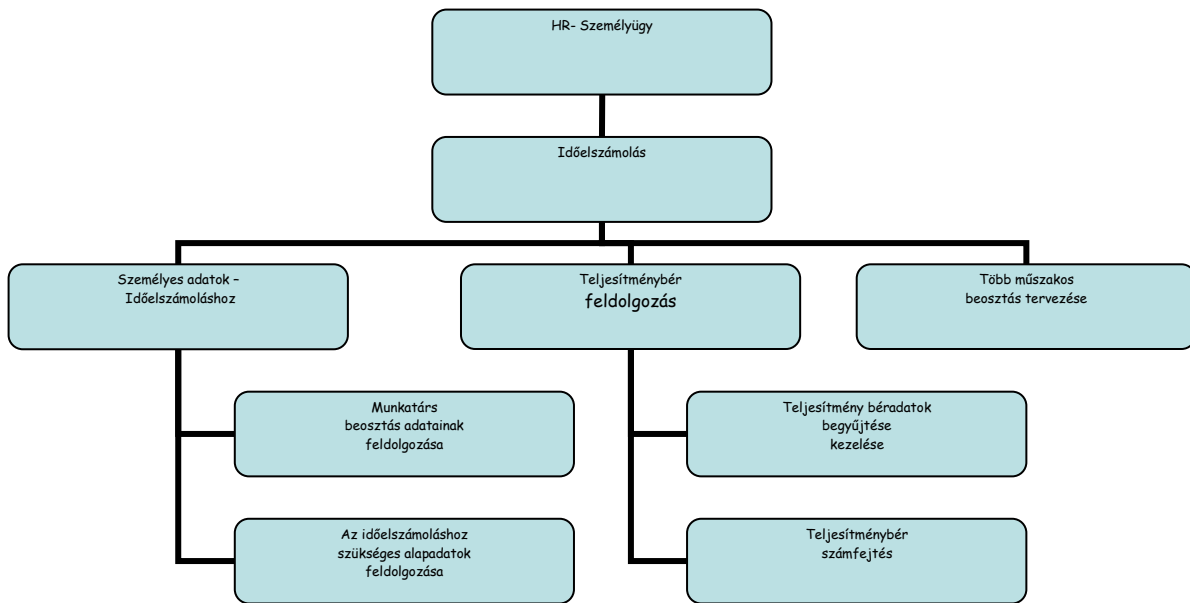 HR- Személyügy
Időelszámolás
Személyes adatok –
Időelszámoláshoz
Teljesítménybér
feldolgozás
Több műszakos
beosztás tervezése
Munkatárs
beosztás adatainak
feldolgozása
Teljesítmény béradatok
begyűjtése
kezelése
Az időelszámoláshoz
szükséges alapadatok
feldolgozása
Teljesítménybér
számfejtés